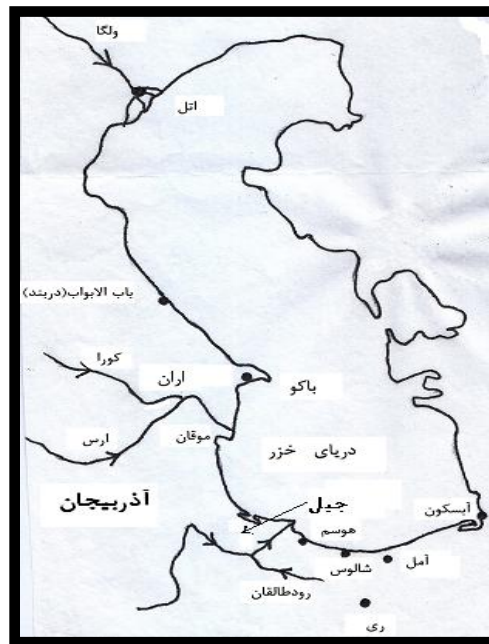 ولگا
اتل
باب الابواب(دربند)
کورا
اران
باکو
ارس
موقان
دریای خزر
آذربیجان
جیل
آبسکون
هوسم
شالوس
آمل
رودطالقان
ری